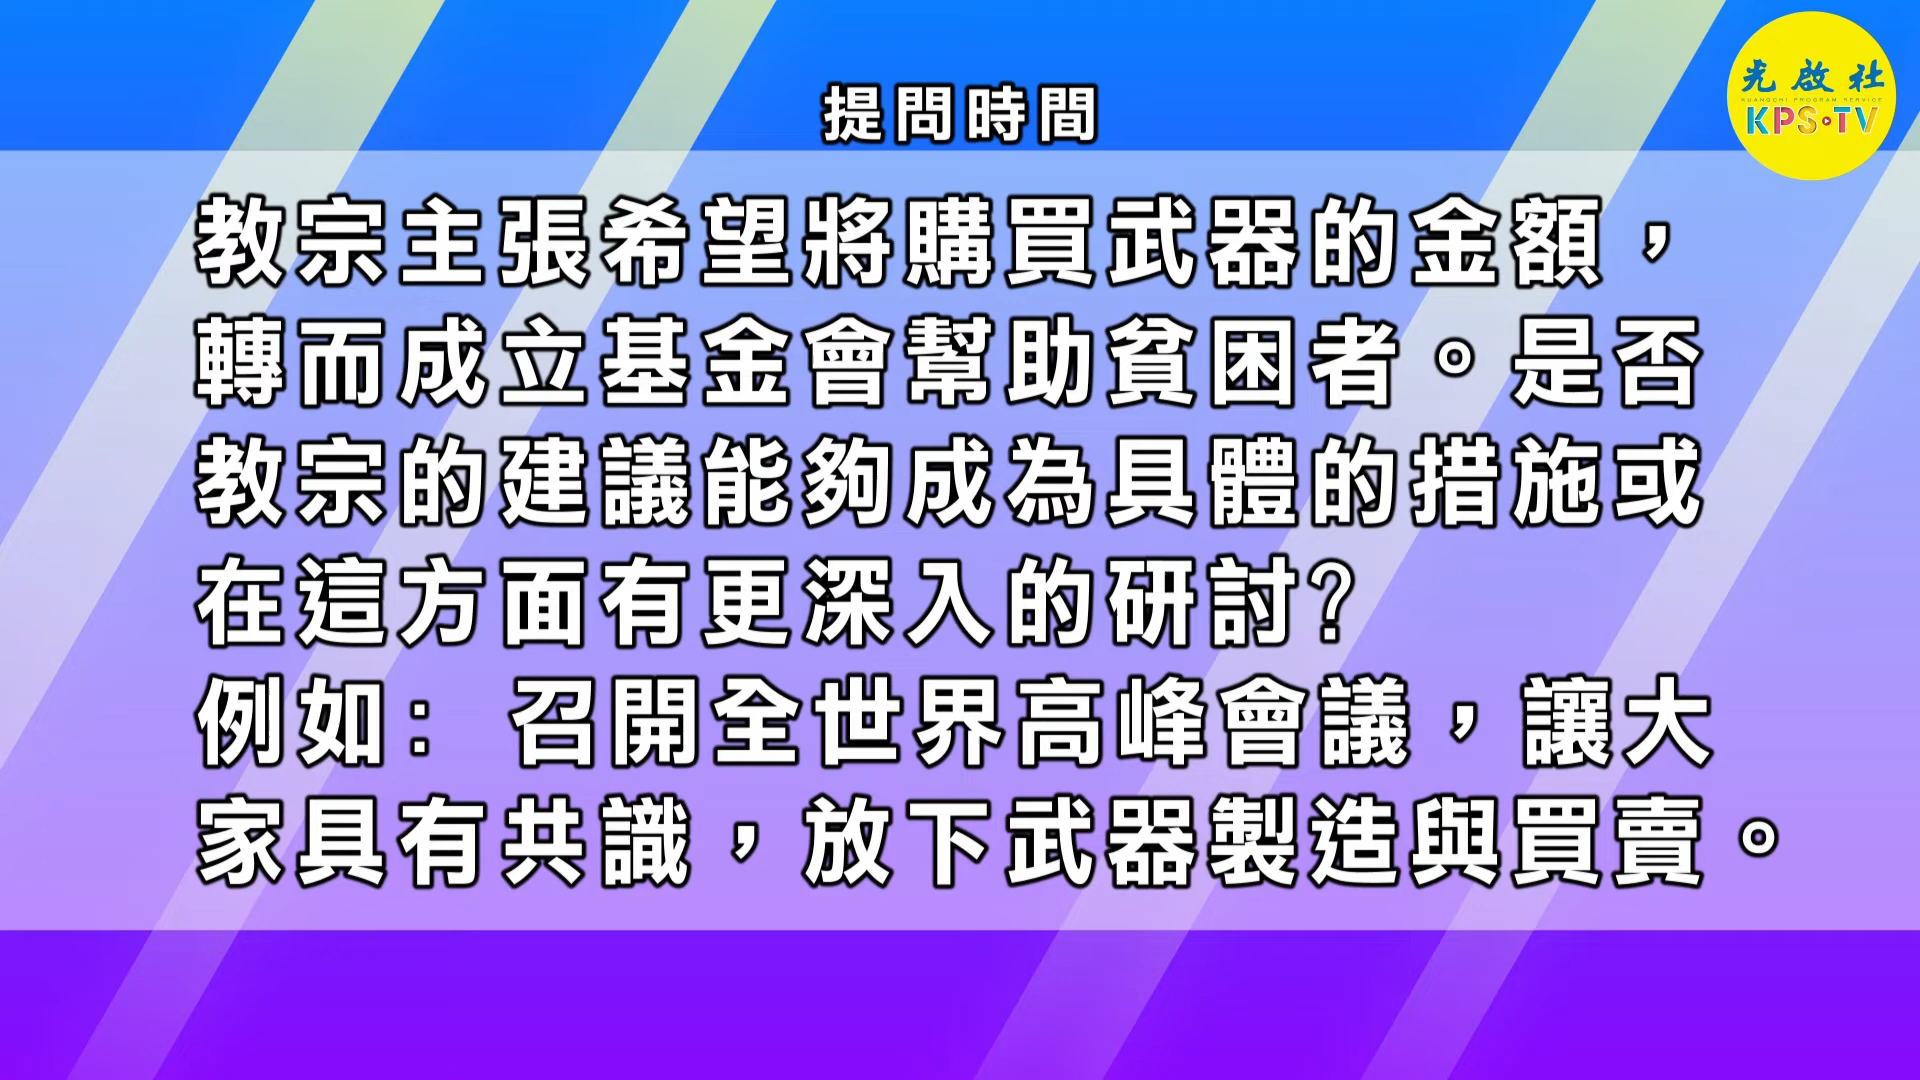 光啟社
KUANGCHI PROGRAM SERVICE
KPS TV
提問時間
教宗主張希望將購買武器的金額，
轉而成立基金會幫助貧困者。是否
教宗的建議能夠成為具體的措施或
在這方面有更深入的研討？
例如：召開全世界高峰會議，讓大
家具有共識，放下武器製造與買賣。